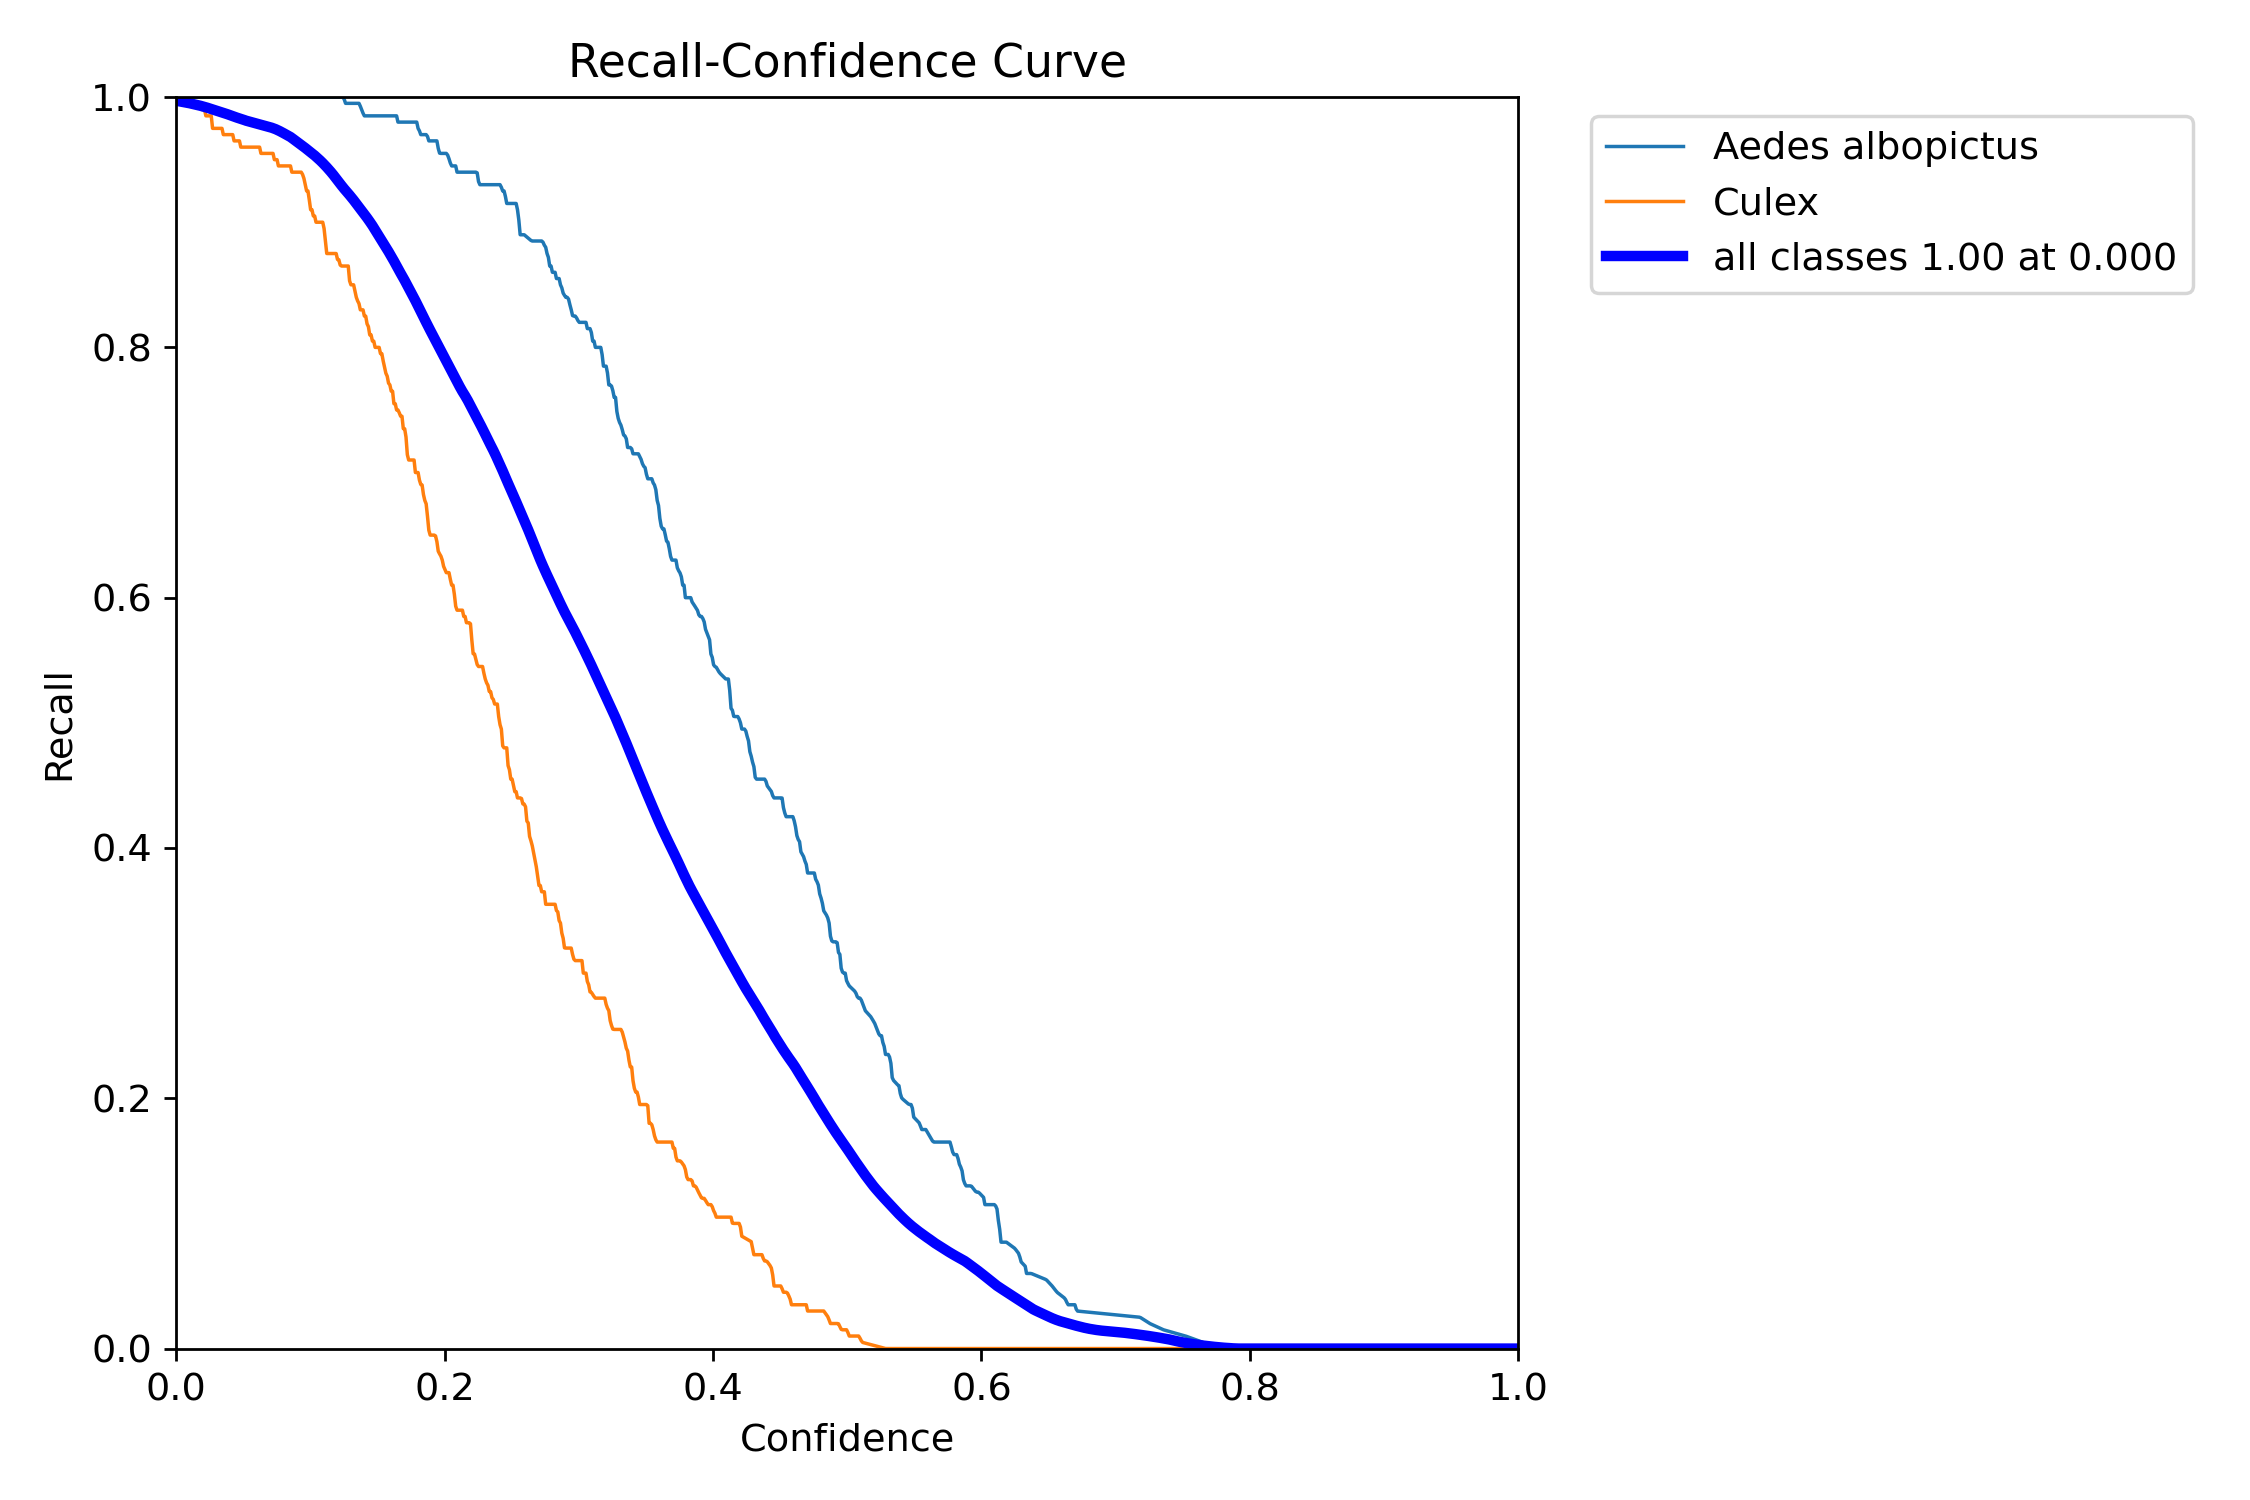 Recall-Confidence Curve
1.0
0.8
0.6
0.4
0.2
0.0
Recall
0.0 0.2 0.4 0.6 0.8 1.0
Confidence
Aedes albopictus
Culex
all classes 1.00 at 0.000